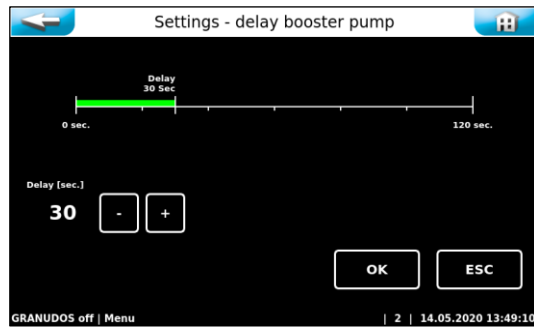 Settings - delay booster pump
Delay
30 Sec
0 sec.
120 sec.
Delay [sec.]
30 - +
OK ESC
GRANUDOS off | Menu | 2 | 14.05.2020 13:49:10